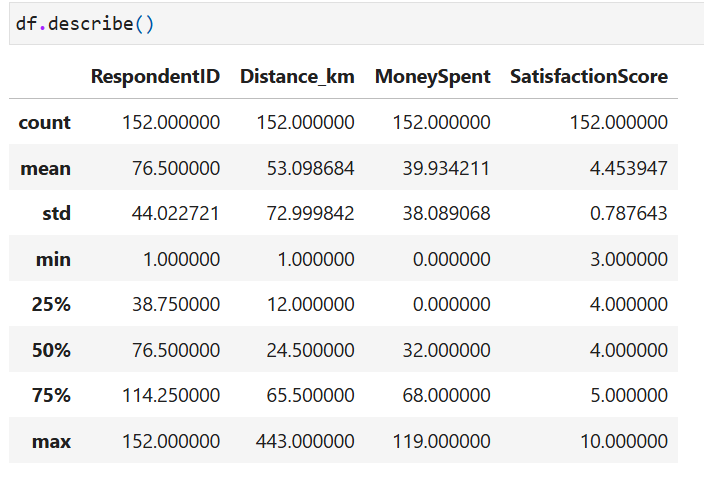 df.describe()
RespondentID Distance_km MoneySpent SatisfactionScore
count 152.000000 152.000000 152.000000 152.000000
mean 76.500000 53.098684 39.934211 4.453947
std 44.022721 72.999842 38.089068 0.787643
min 1.000000 1.000000 0.000000 3.000000
25% 38.750000 12.000000 0.000000 4.000000
50% 76.500000 24.500000 32.000000 4.000000
75% 114.250000 65.500000 68.000000 5.000000
max 152.000000 443.000000 119.000000 10.000000